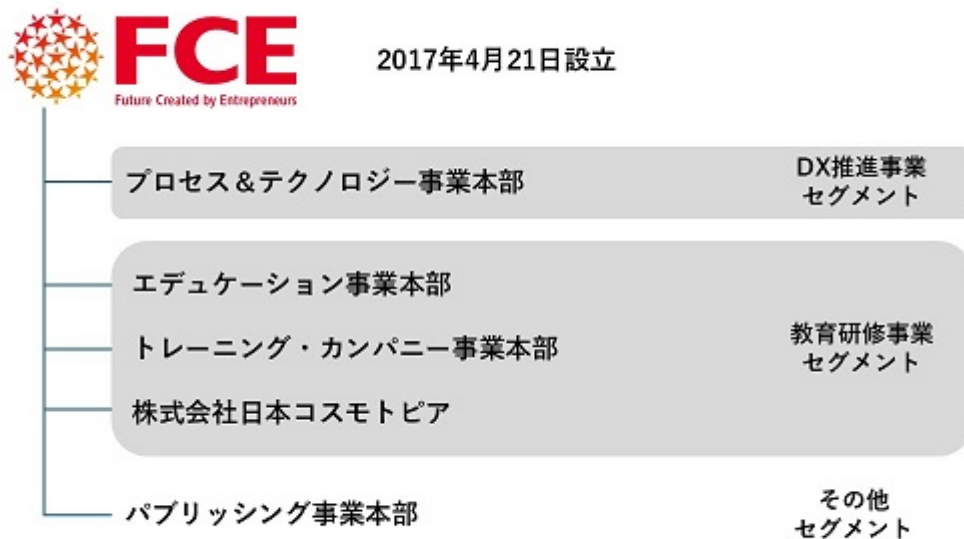 FCE
Future Created by Entrepreneurs
2017年4月21日設立
プロセス&テクノロジー事業本部
DX推進事業
セグメント
エデュケーション事業本部
トレーニング・カンパニー事業本部
株式会社日本コスモトピア
教育研修事業
セグメント
パブリッシング事業本部
その他
セグメント